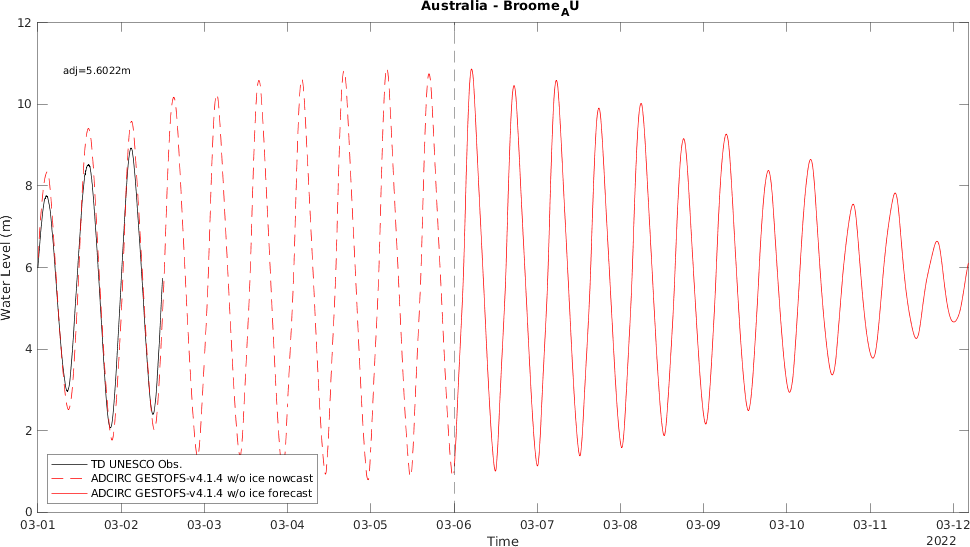 Australia - Broome_AU
12
adj=5.6022m
10
8
6
4
2
0
Water Level (m)
TD UNESCO Obs.
ADCIRC GESTOFS-v4.1.4 w/o ice nowcast
ADCIRC GESTOFS-v4.1.4 w/o ice forecast
03-01 03-02 03-03 03-04 03-05 03-06 03-07 03-08 03-09 03-10 03-11 03-12
Time
2022